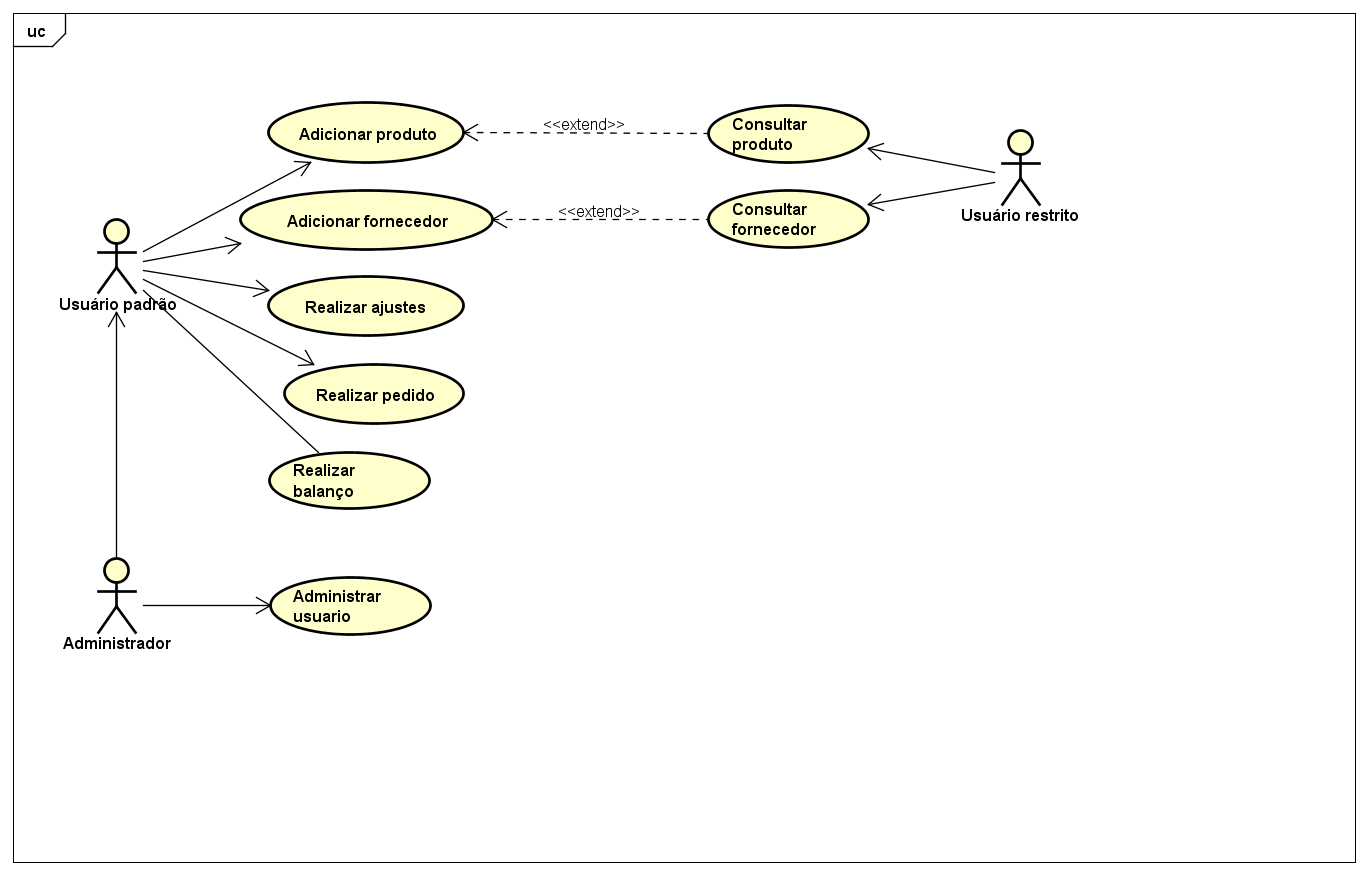 uc
Adicionar produto
<<extend>>
Consultar
produto
Adicionar fornecedor
<<extend>>
Consultar
fornecedor
Usuário restrito
Usuário padrão
Realizar ajustes
Realizar pedido
Realizar
balanço
Administrador
Administrar
usuario